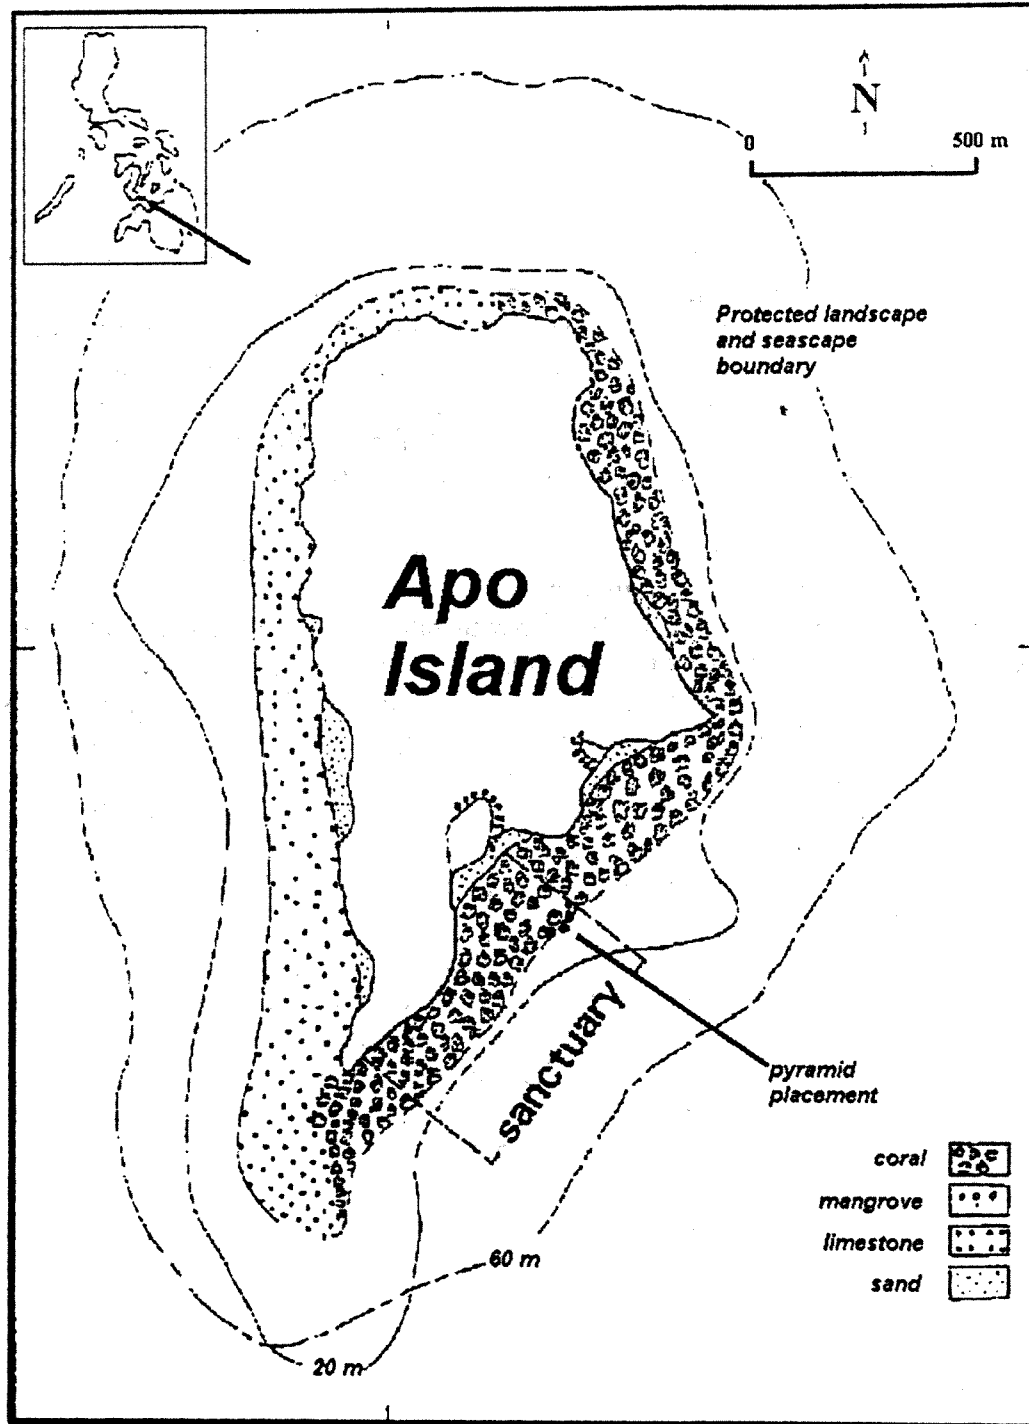 N
0 500 m
Protected landscape
and seascape
boundary
Apo
Island
sanctuary
pyramid
placement
coral
mangrove
limestone
sand
60 m
20 m